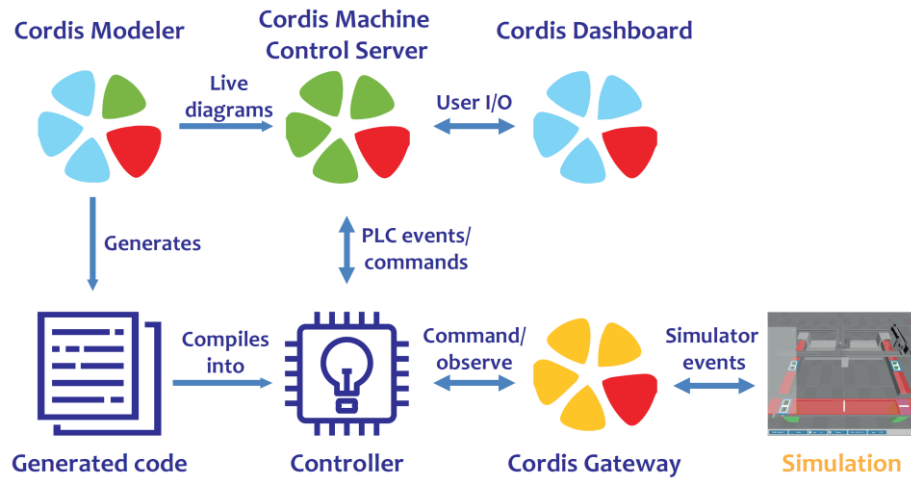 Cordis Modeler
Cordis Machine
Control Server
Cordis Dashboard
Live
diagrams
User I/O
Generates
PLC events/
commands
Compiles
into
Command/
observe
Simulator
events
Generated code
Controller
Cordis Gateway
Simulation